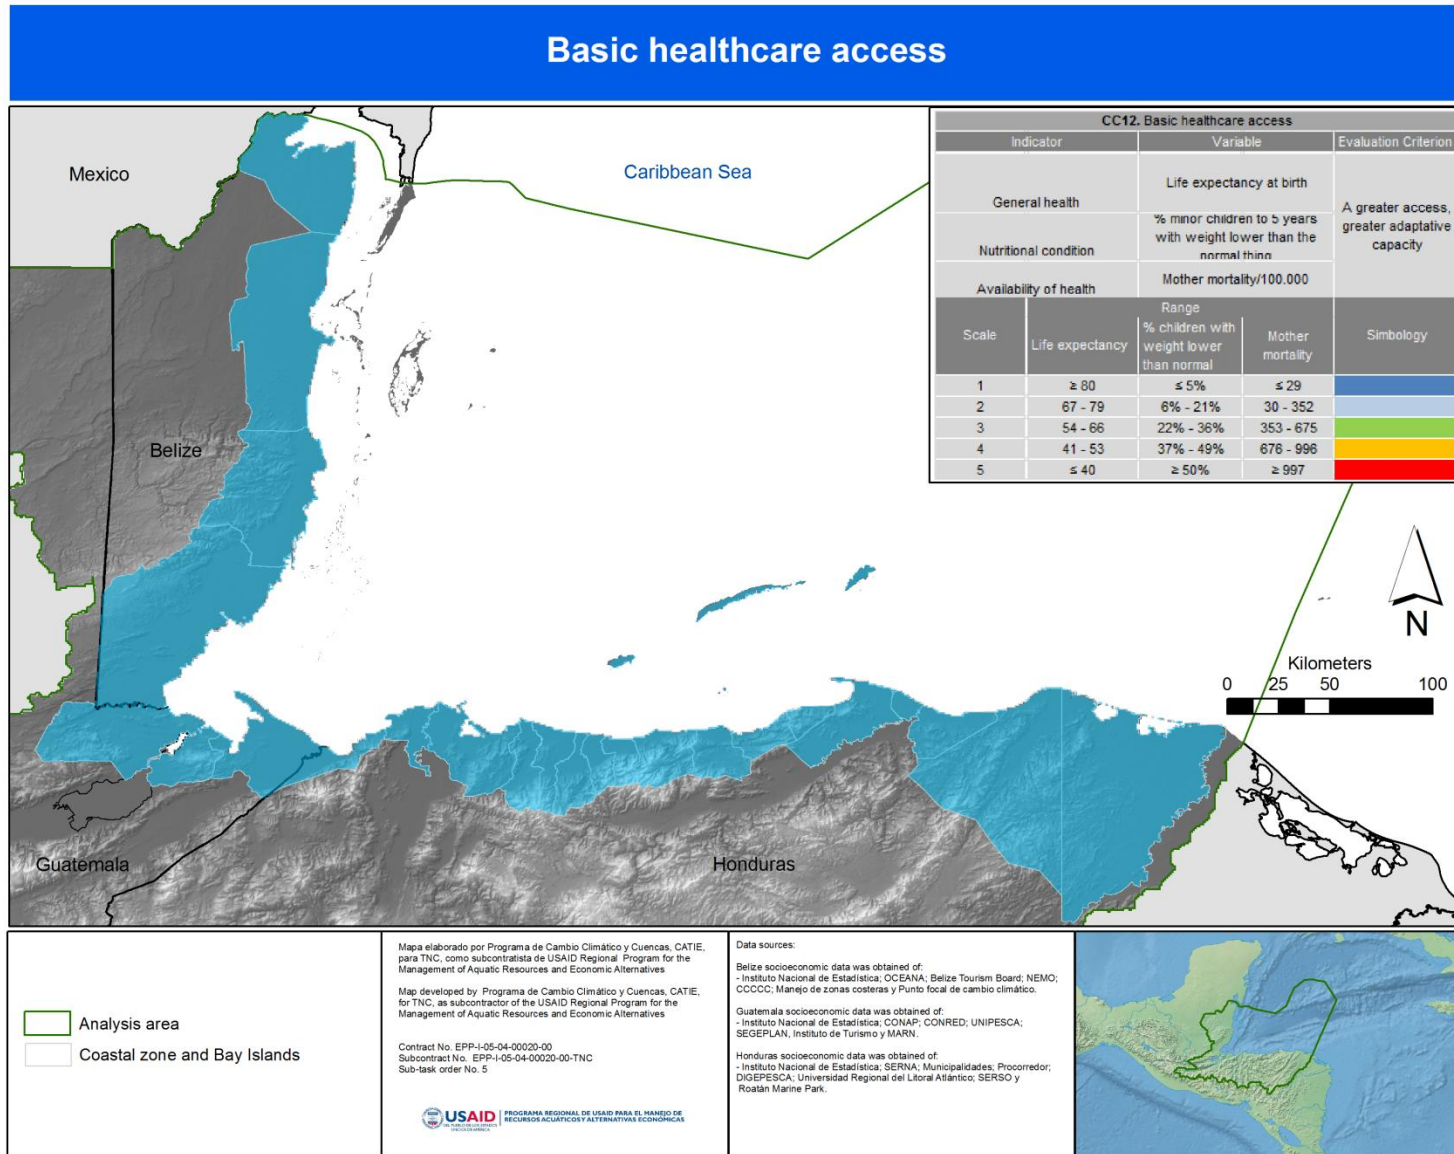 Basic healthcare access
Mexico
Caribbean Sea
Belize
Guatemala
Honduras
CC12. Basic healthcare access
Indicator Variable Evaluation Criterion
General health Life expectancy at birth
Nutritional condition % minor children to 5 years
with weight lower than the
normal thing
Availability of health Mother mortality/100.000
A greater access,
greater adaptative
capacity
Range
Scale Life expectancy % children with
weight lower
than normal Mother
mortality Simbology
1 ≥ 80 ≤ 5% ≤ 29
2 67 - 79 6% - 21% 30 - 352
3 54 - 66 22% - 36% 353 - 675
4 41 - 53 37% - 49% 676 - 996
5 ≤ 40 ≥ 50% ≥ 997
N
Kilometers
0 25 50 100
Analysis area
Coastal zone and Bay Islands
Mapa elaborado por Programa de Cambio Climático y Cuencas, CATIE,
para TNC, como subcontratista de USAID Regional Program for the
Management of Aquatic Resources and Economic Alternatives
Map developed by Programa de Cambio Climático y Cuencas, CATIE,
for TNC, as subcontractor of the USAID Regional Program for the
Management of Aquatic Resources and Economic Alternatives
Contract No. EPP-I-05-04-00020-00
Subcontract No. EPP-I-05-04-00020-00-TNC
Sub-task order No. 5
USAID
DEL PUEBLO DE LOS ESTADOS
UNIDOS DE AMÉRICA
PROGRAMA REGIONAL DE USAID PARA EL MANEJO DE
RECURSOS ACUÁTICOS Y ALTERNATIVAS ECONÓMICAS
Data sources:
Belize socioeconomic data was obtained of:
- Instituto Nacional de Estadística; OCEANA; Belize Tourism Board; NEMO;
CCCCC; Manejo de zonas costeras y Punto focal de cambio climático.
Guatemala socioeconomic data was obtained of:
- Instituto Nacional de Estadística; CONAP; CONRED; UNIPESCA;
SEGEPLAN, Instituto de Turismo y MARN.
Honduras socioeconomic data was obtained of:
- Instituto Nacional de Estadística; SERNA; Municipalidades; Procorredor;
DIGEPESCA; Universidad Regional del Litoral Atlántico; SERSO y
Roatán Marine Park.